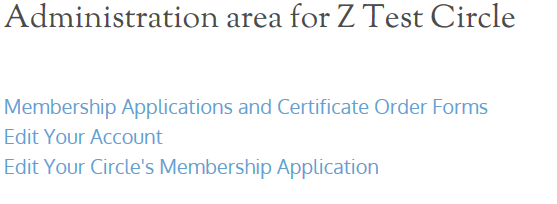 Administration area for Z Test Circle
Membership Applications and Certificate Order Forms
Edit Your Account
Edit Your Circle's Membership Application